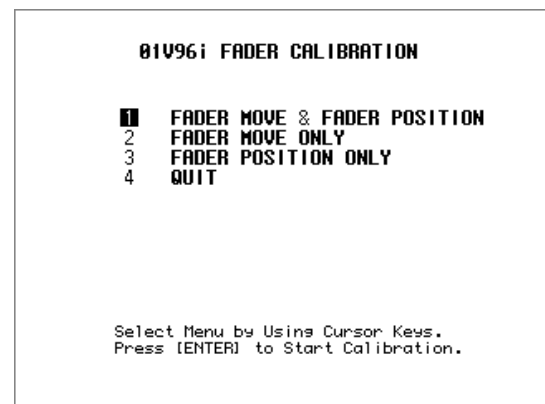 01V96i FADER CALIBRATION
1 FADER MOVE & FADER POSITION
2 FADER MOVE ONLY
3 FADER POSITION ONLY
4 QUIT
Select Menu by Using Cursor Keys.
Press [ENTER] to Start Calibration.